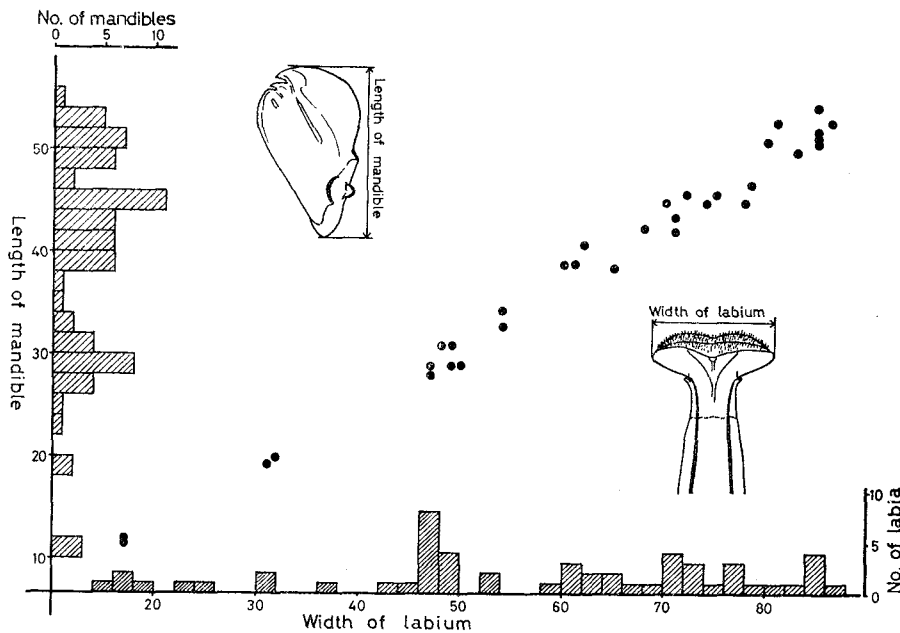 No. of mandibles
0 5 10
50
40
30
20
10
Length of mandible
Length of mandible
Width of labium
10
5
0
No. of labia
20 30 40 50 60 70 80
Width of labium